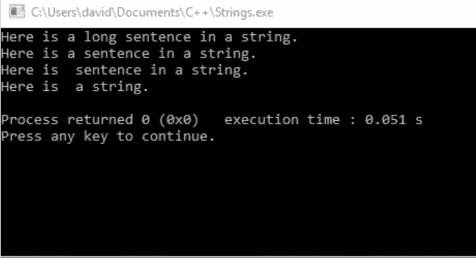 C:\Users\david\Documents\C++\Strings.exe
Here is a long sentence in a string.
Here is a sentence in a string.
Here is  sentence in a string.
Here is  a string.
Process returned 0 (0x0)   execution time : 0.051 s
Press any key to continue.